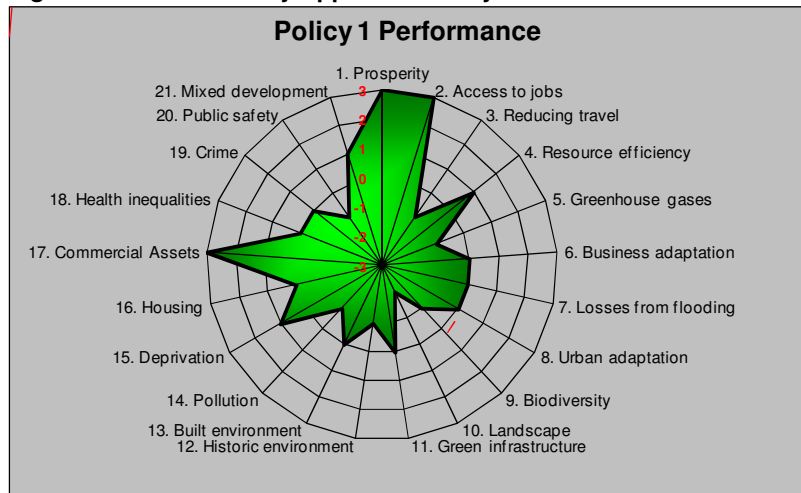 Policy 1 Performance
1. Prosperity
2. Access to jobs
3. Reducing travel
4. Resource efficiency
5. Greenhouse gases
6. Business adaptation
7. Losses from flooding
8. Urban adaptation
9. Biodiversity
10. Landscape
11. Green infrastructure
12. Historic environment
13. Built environment
14. Pollution
15. Deprivation
16. Housing
17. Commercial Assets
18. Health inequalities
19. Crime
20. Public safety
21. Mixed development
3
2
1
0
-1
-2
-3